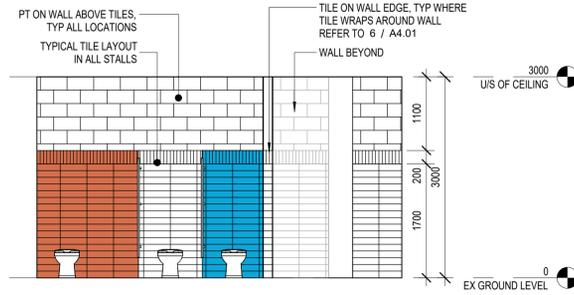 PT ON WALL ABOVE TILES,
TYP ALL LOCATIONS
TYPICAL TILE LAYOUT
IN ALL STALLS
TILE ON WALL EDGE, TYP WHERE
TILE WRAPS AROUND WALL
REFER TO 6 / A4.01
WALL BEYOND
1100
200
3000
1700
3000
U/S OF CEILING
0
EX GROUND LEVEL